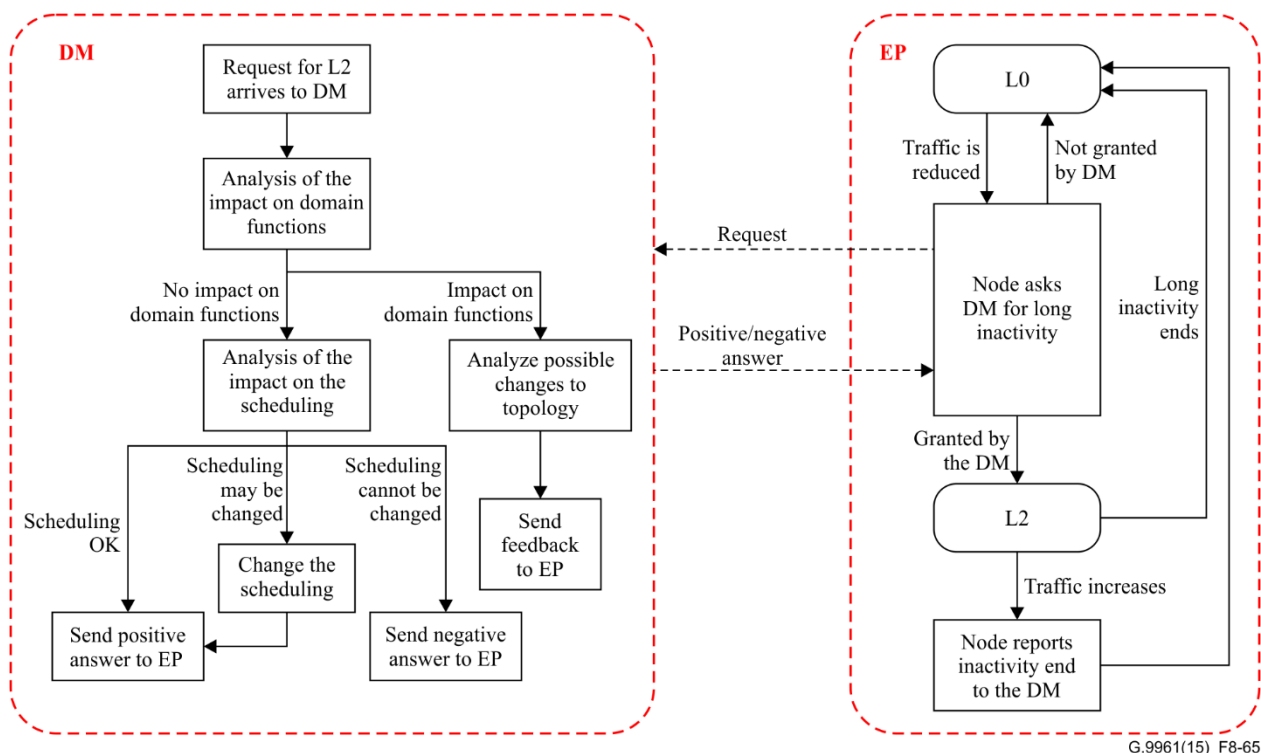 DM
Request for L2
arrives to DM
Analysis of the
impact on domain
functions
No impact on
domain functions
Impact on
domain functions
Analysis of the
impact on the
scheduling
Analyze possible
changes to
topology
Scheduling
OK
Scheduling
may be
changed
Scheduling
cannot be
changed
Change the
scheduling
Send
feedback
to EP
Send positive
answer to EP
Send negative
answer to EP
Request
Positive/negative
answer
EP
L0
Traffic is
reduced
Not granted
by DM
Node asks
DM for long
inactivity
Long
inactivity
ends
Granted by
the DM
L2
Traffic increases
Node reports
inactivity end
to the DM
G.9961(15)_F8-65